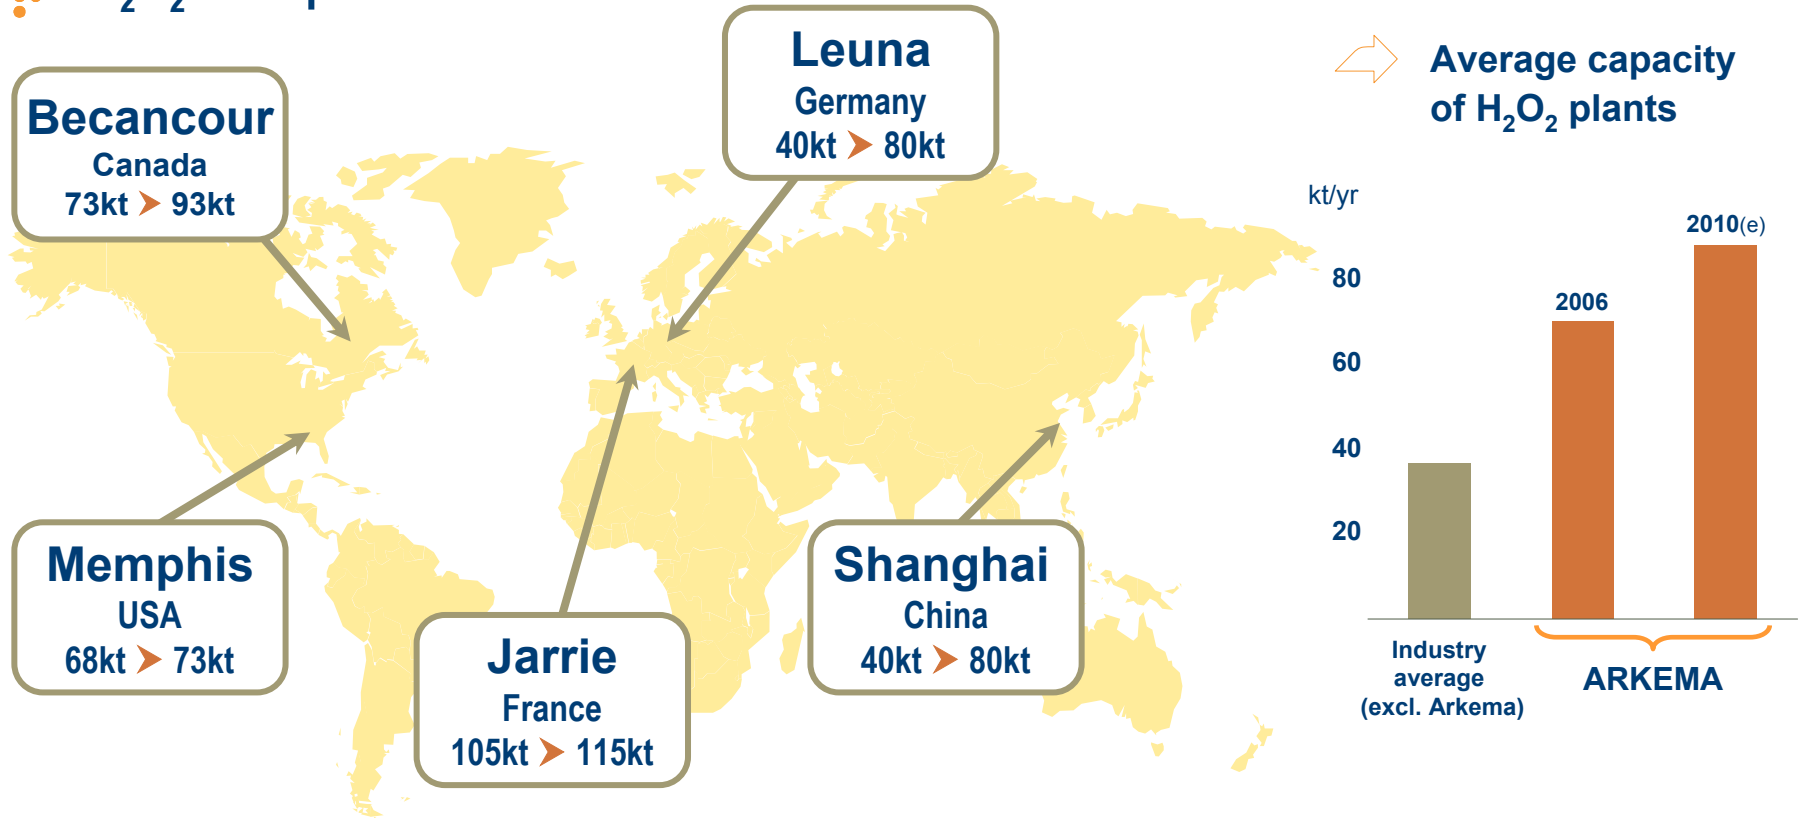 Becancour
Canada
73kt ➤ 93kt
Leuna
Germany
40kt ➤ 80kt
Memphis
USA
68kt ➤ 73kt
Jarrie
France
105kt ➤ 115kt
Shanghai
China
40kt ➤ 80kt
Average capacity
of H₂O₂ plants
kt/yr
80
60
40
20
2006
2010(e)
Industry
average
(excl. Arkema)
ARKEMA